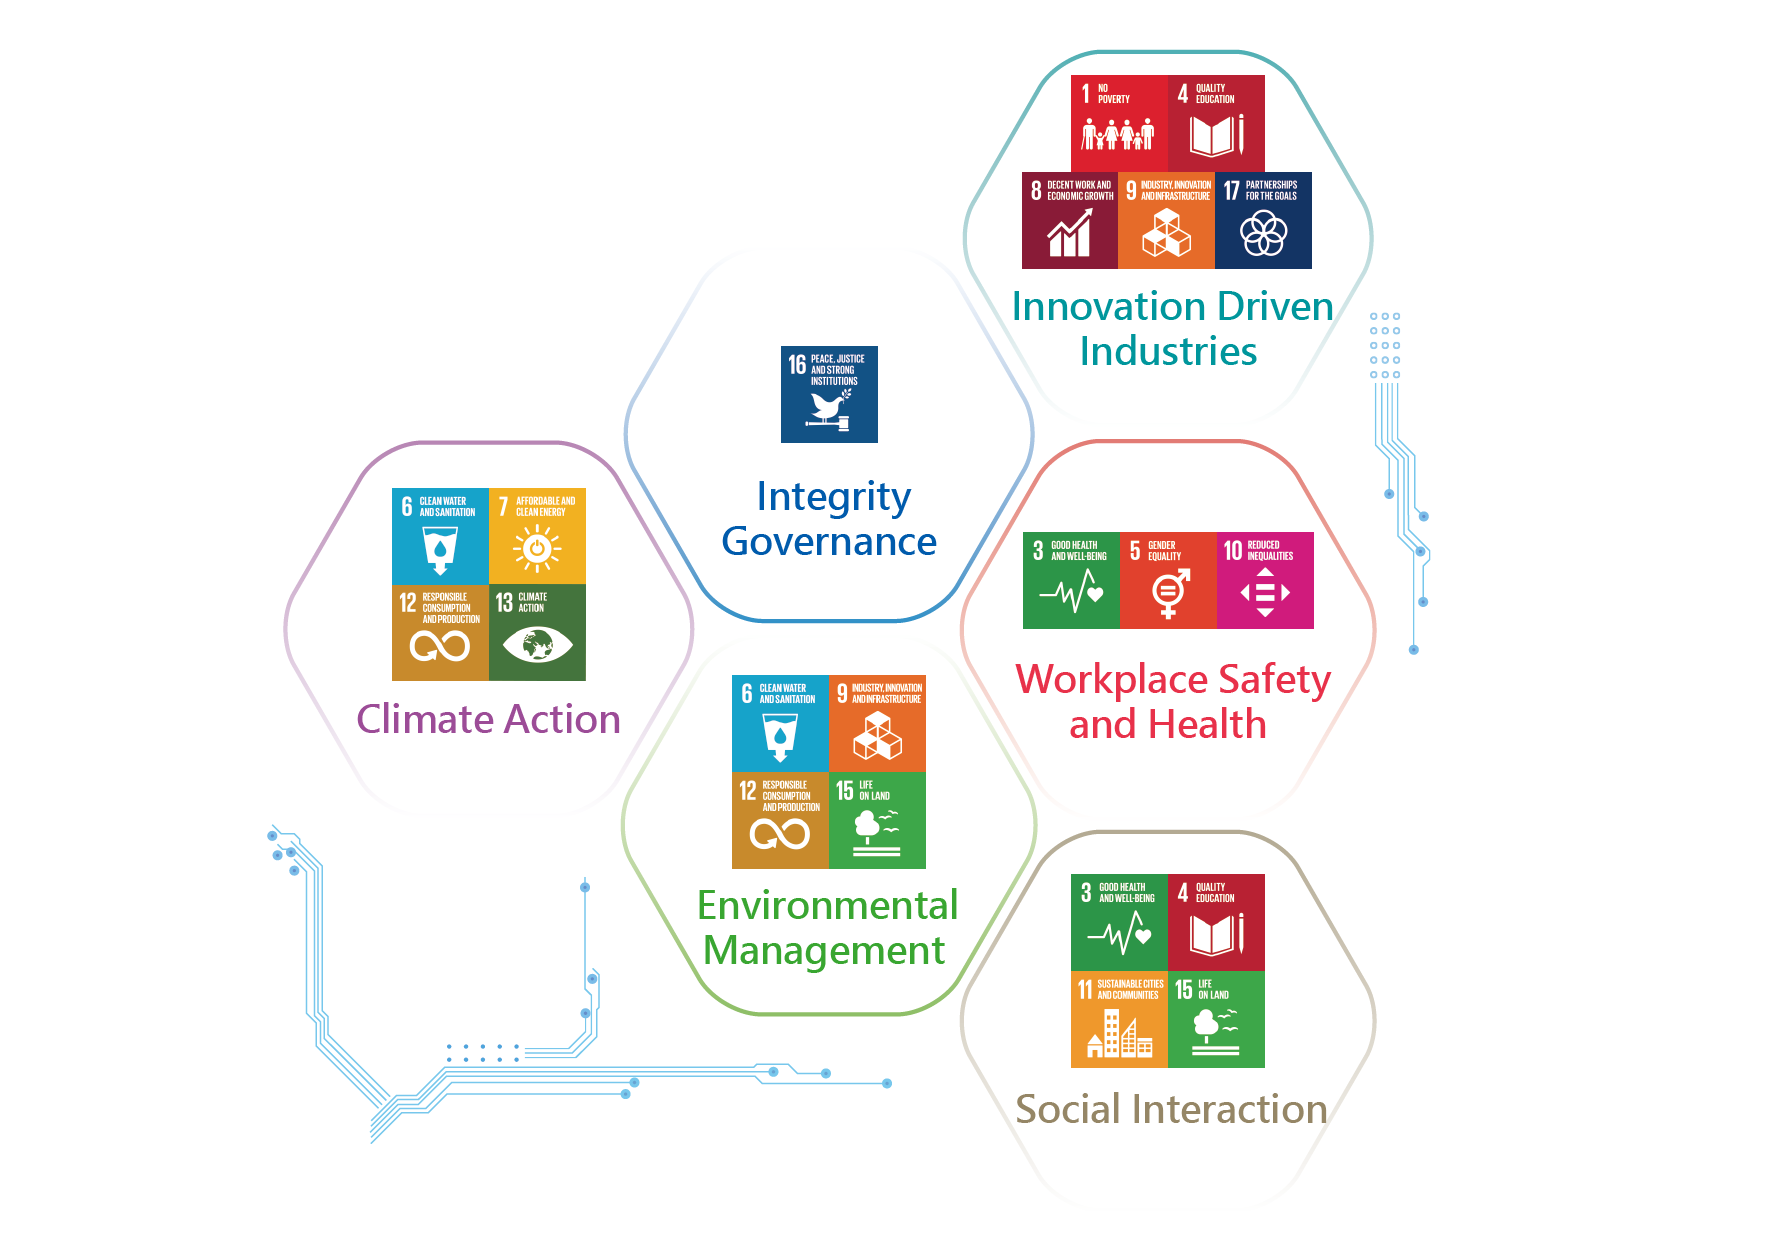 1 NO
POVERTY
4 QUALITY
EDUCATION
8 DECENT WORK AND
ECONOMIC GROWTH
9 INDUSTRY, INNOVATION
AND INFRASTRUCTURE
17 PARTNERSHIPS
FOR THE GOALS
Innovation Driven
Industries
16 PEACE, JUSTICE
AND STRONG
INSTITUTIONS
Integrity
Governance
6 CLEAN WATER
AND SANITATION
7 AFFORDABLE AND
CLEAN ENERGY
12 RESPONSIBLE
CONSUMPTION
AND PRODUCTION
13 CLIMATE
ACTION
Climate Action
3 GOOD HEALTH
AND WELL-BEING
5 GENDER
EQUALITY
10 REDUCED
INEQUALITIES
Workplace Safety
and Health
6 CLEAN WATER
AND SANITATION
9 INDUSTRY, INNOVATION
AND INFRASTRUCTURE
12 RESPONSIBLE
CONSUMPTION
AND PRODUCTION
15 LIFE
ON LAND
Environmental
Management
3 GOOD HEALTH
AND WELL-BEING
4 QUALITY
EDUCATION
11 SUSTAINABLE CITIES
AND COMMUNITIES
15 LIFE
ON LAND
Social Interaction